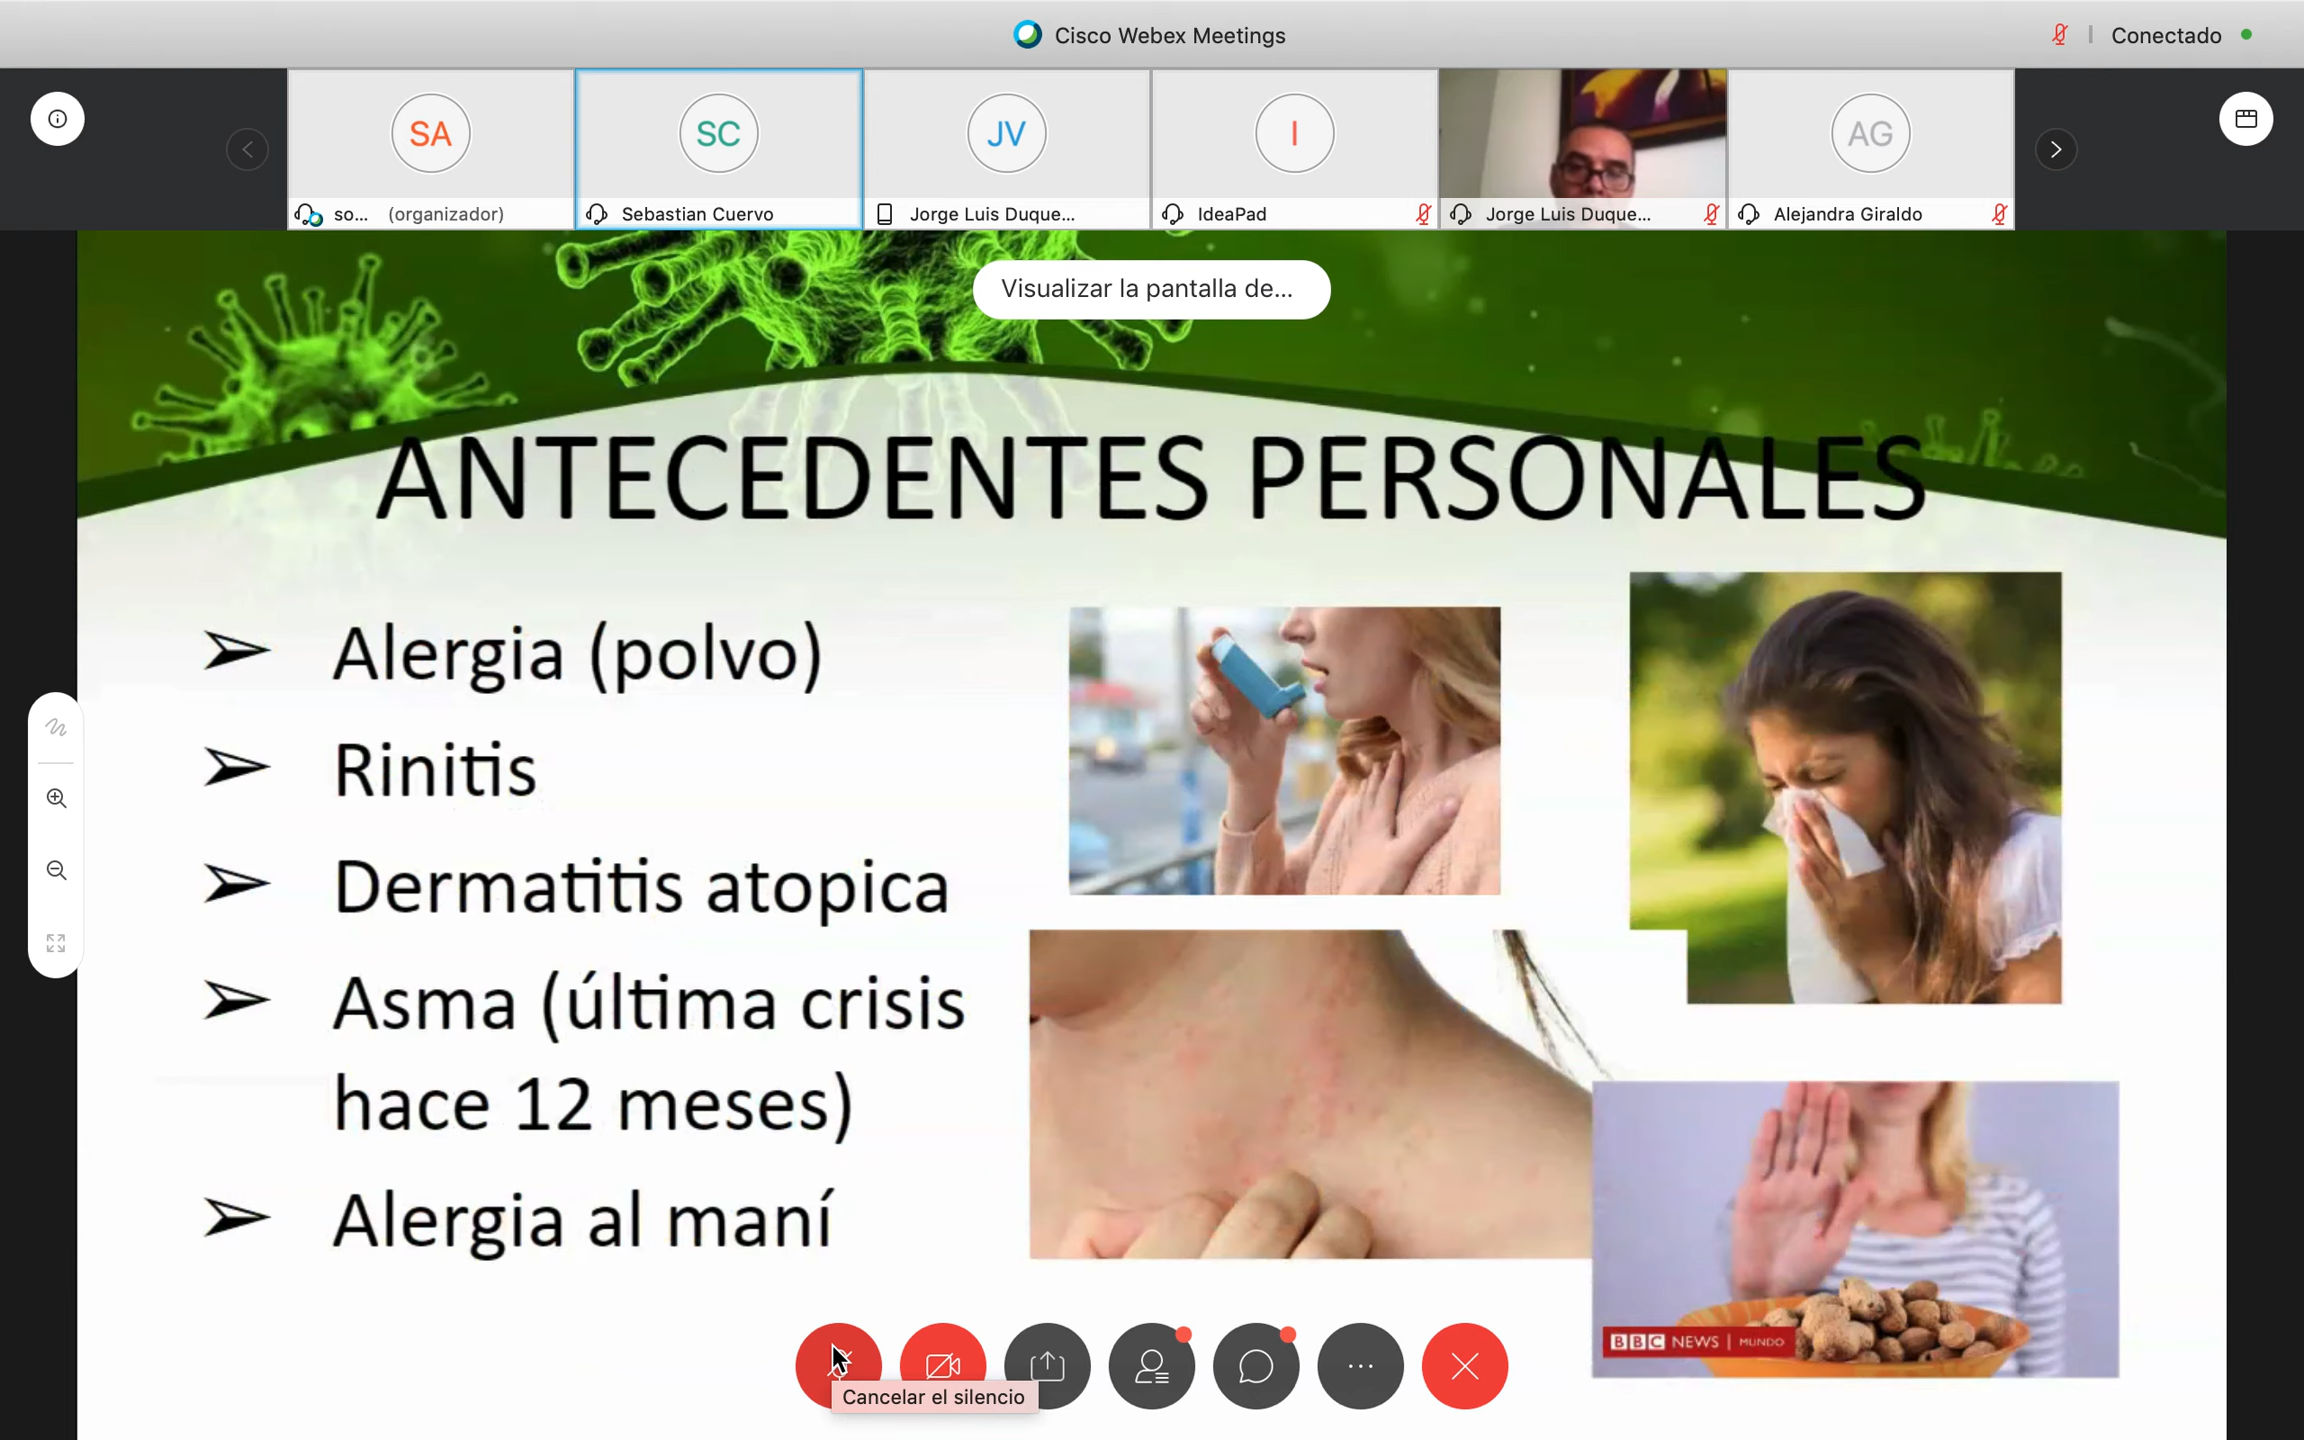 Cisco Webex Meetings
Conectado
SA
SC
JV
I
AG
so... (organizador)
Sebastian Cuervo
Jorge Luis Duque...
IdeaPad
Jorge Luis Duque...
Alejandra Giraldo
Visualizar la pantalla de...
ANTECEDENTES PERSONALES
➢ Alergia (polvo)
➢ Rinitis
➢ Dermatitis atopica
➢ Asma (última crisis
hace 12 meses)
➢ Alergia al maní
BBC NEWS | MUNDO
Cancelar el silencio